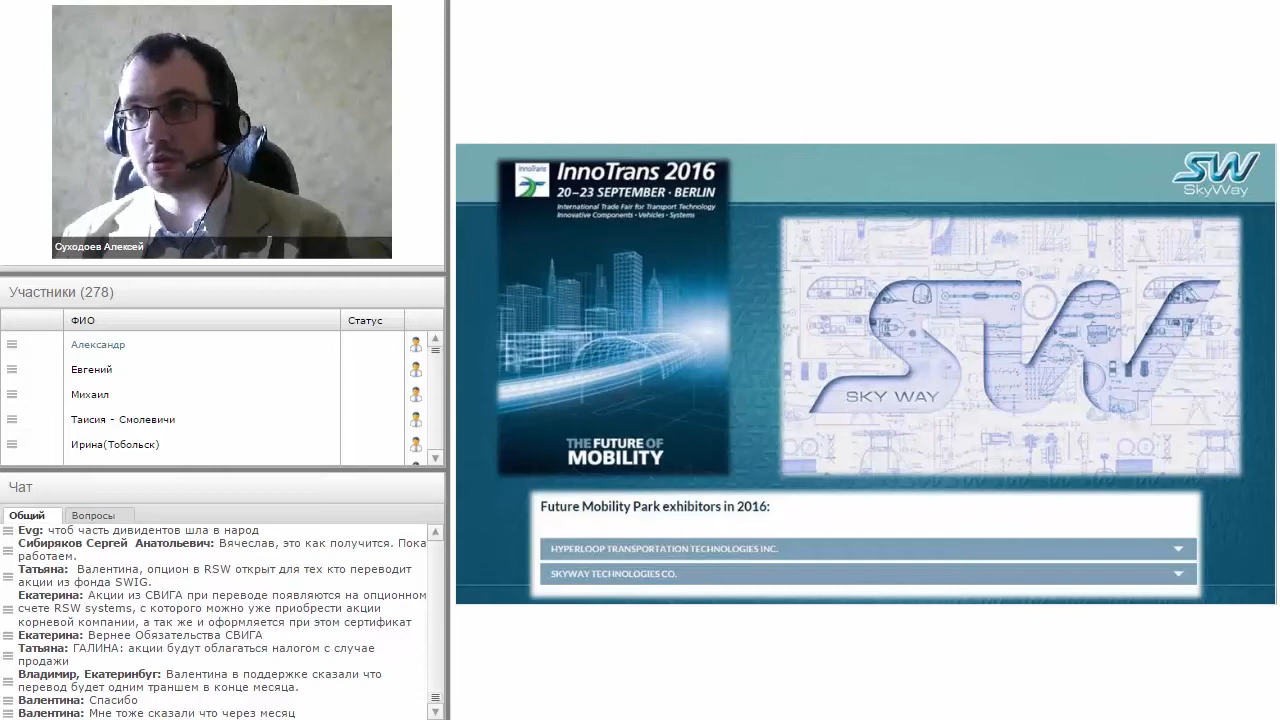 Суходоев Алексей
Участники (278)
ФИО
Статус
Александр
Евгений
Михаил
Таисия - Смолевичи
Ирина(Тобольск)
Чат
Общий
Вопросы
Evg: чтоб часть дивидентов шла в народ
Сибиряков Сергей Анатольевич: Вячеслав, это как получится. Пока
работаем.
Татьяна: Валентина, опцион в RSW открыт для тех кто переводит
акции из фонда SWIG.
Екатерина: Акции из СВИГА при переводе появляются на опционном
счете RSW systems, с которого можно уже приобрести акции
корневой компании, а так же и оформляется при этом сертификат
Екатерина: Вернее Обязательства СВИГА
Татьяна: ГАЛИНА: акции будут облагаться налогом с случае
продажи
Владимир, Екатеринбуг: Валентина в поддержке сказали что
перевод будет одним траншем в конце месяца.
Валентина: Спасибо
Валентина: Мне тоже сказали что через месяц
InnoTrans
InnoTrans 2016
20–23 SEPTEMBER · BERLIN
International Trade Fair for Transport Technology
Innovative Components · Vehicles · Systems
THE FUTURE OF
MOBILITY
SW
SkyWay
SW
SKY WAY
Future Mobility Park exhibitors in 2016:
HYPERLOOP TRANSPORTATION TECHNOLOGIES INC.
SKYWAY TECHNOLOGIES CO.